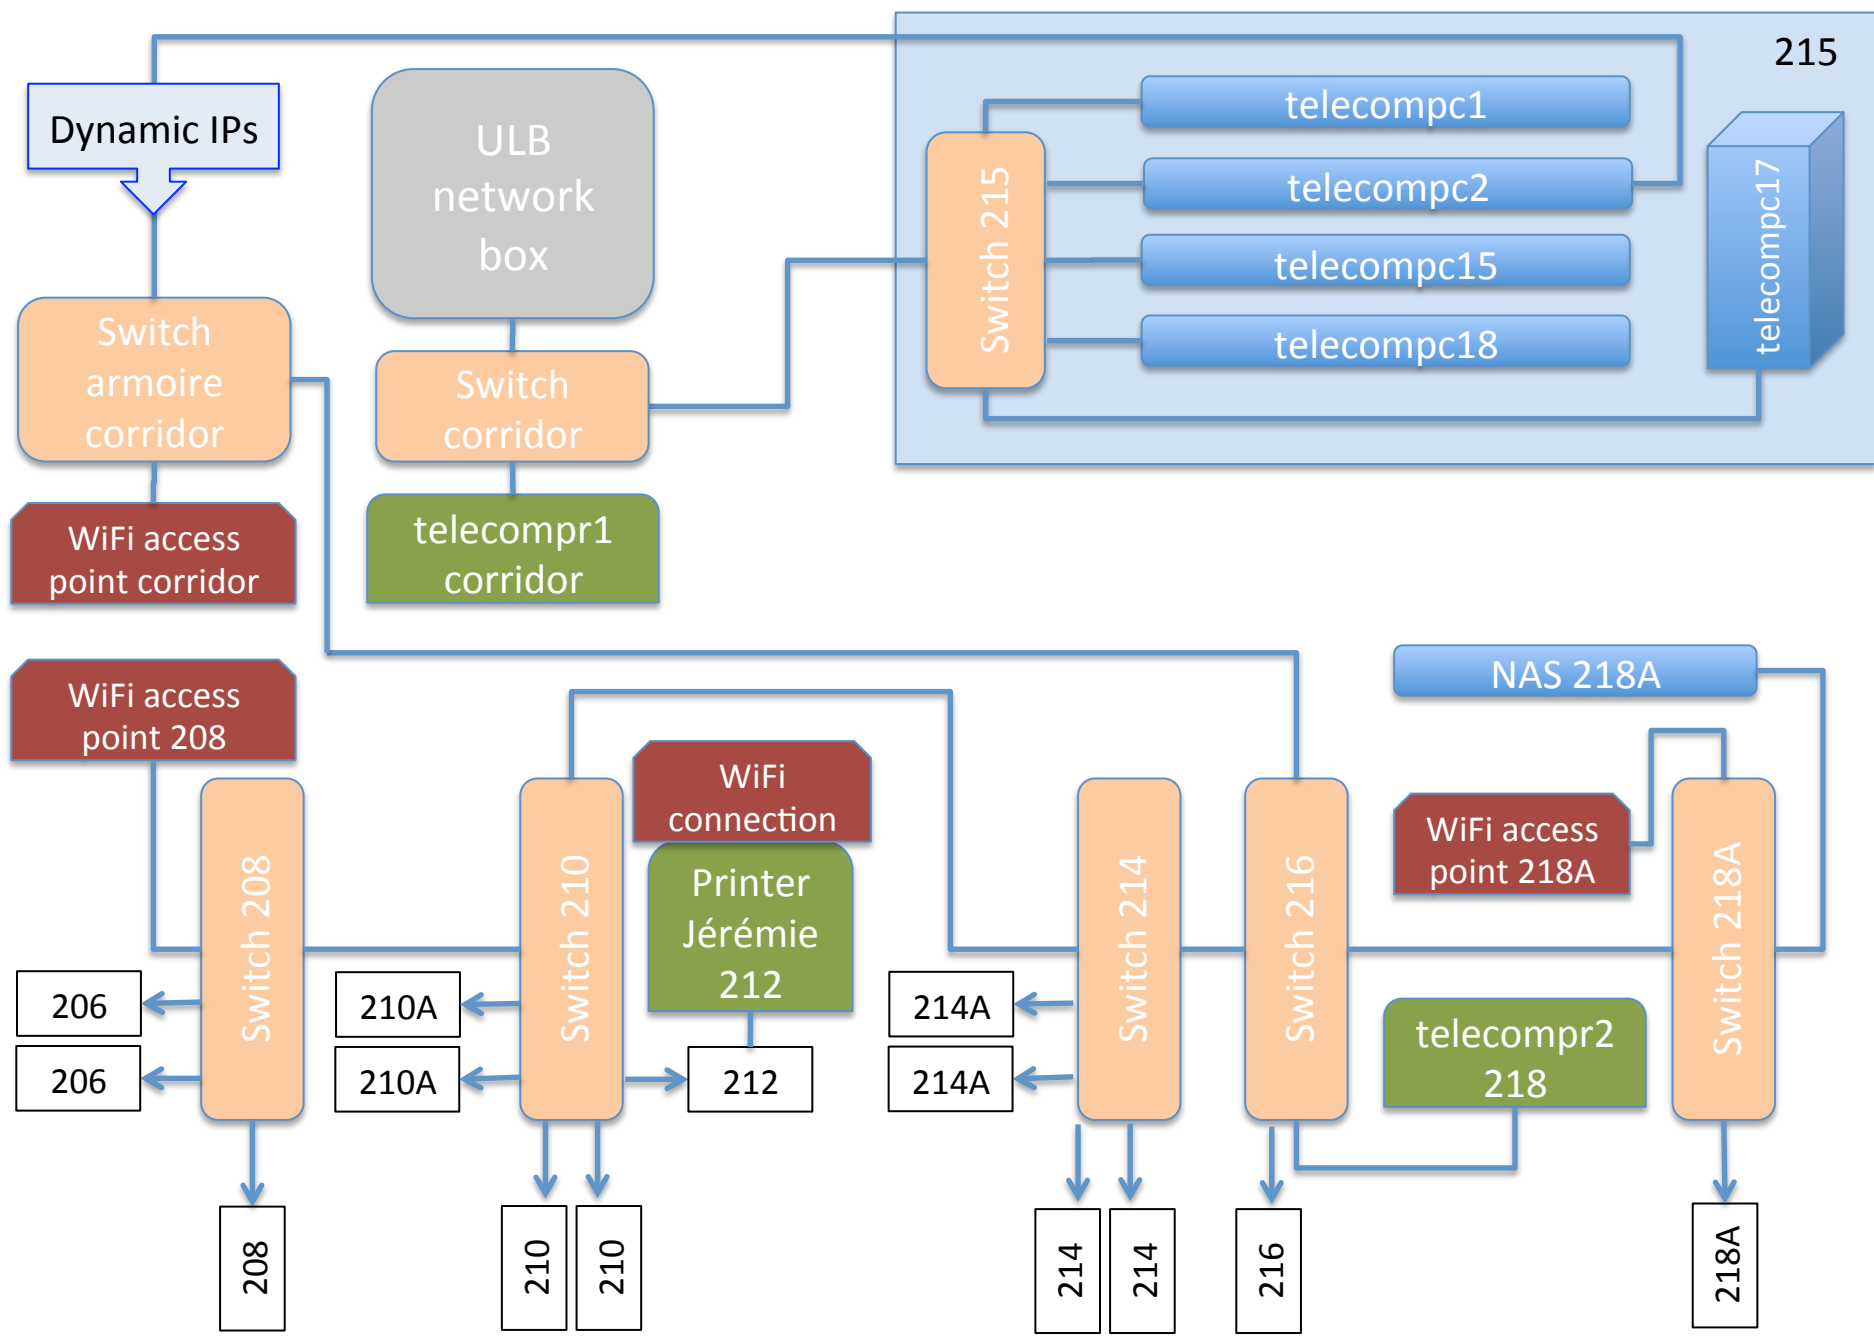 215
Dynamic IPs
ULB
network
box
telecompc1
telecompc2
telecompc15
telecompc18
Switch 215
telecompc17
Switch
armoire
corridor
Switch
corridor
WiFi access
point corridor
telecompr1
corridor
WiFi access
point 208
NAS 218A
WiFi
connection
Printer
Jérémie
212
WiFi access
point 218A
Switch 208
Switch 210
Switch 214
Switch 216
Switch 218A
206
206
210A
210A
212
214A
214A
telecompr2
218
208
210
210
214
214
216
218A